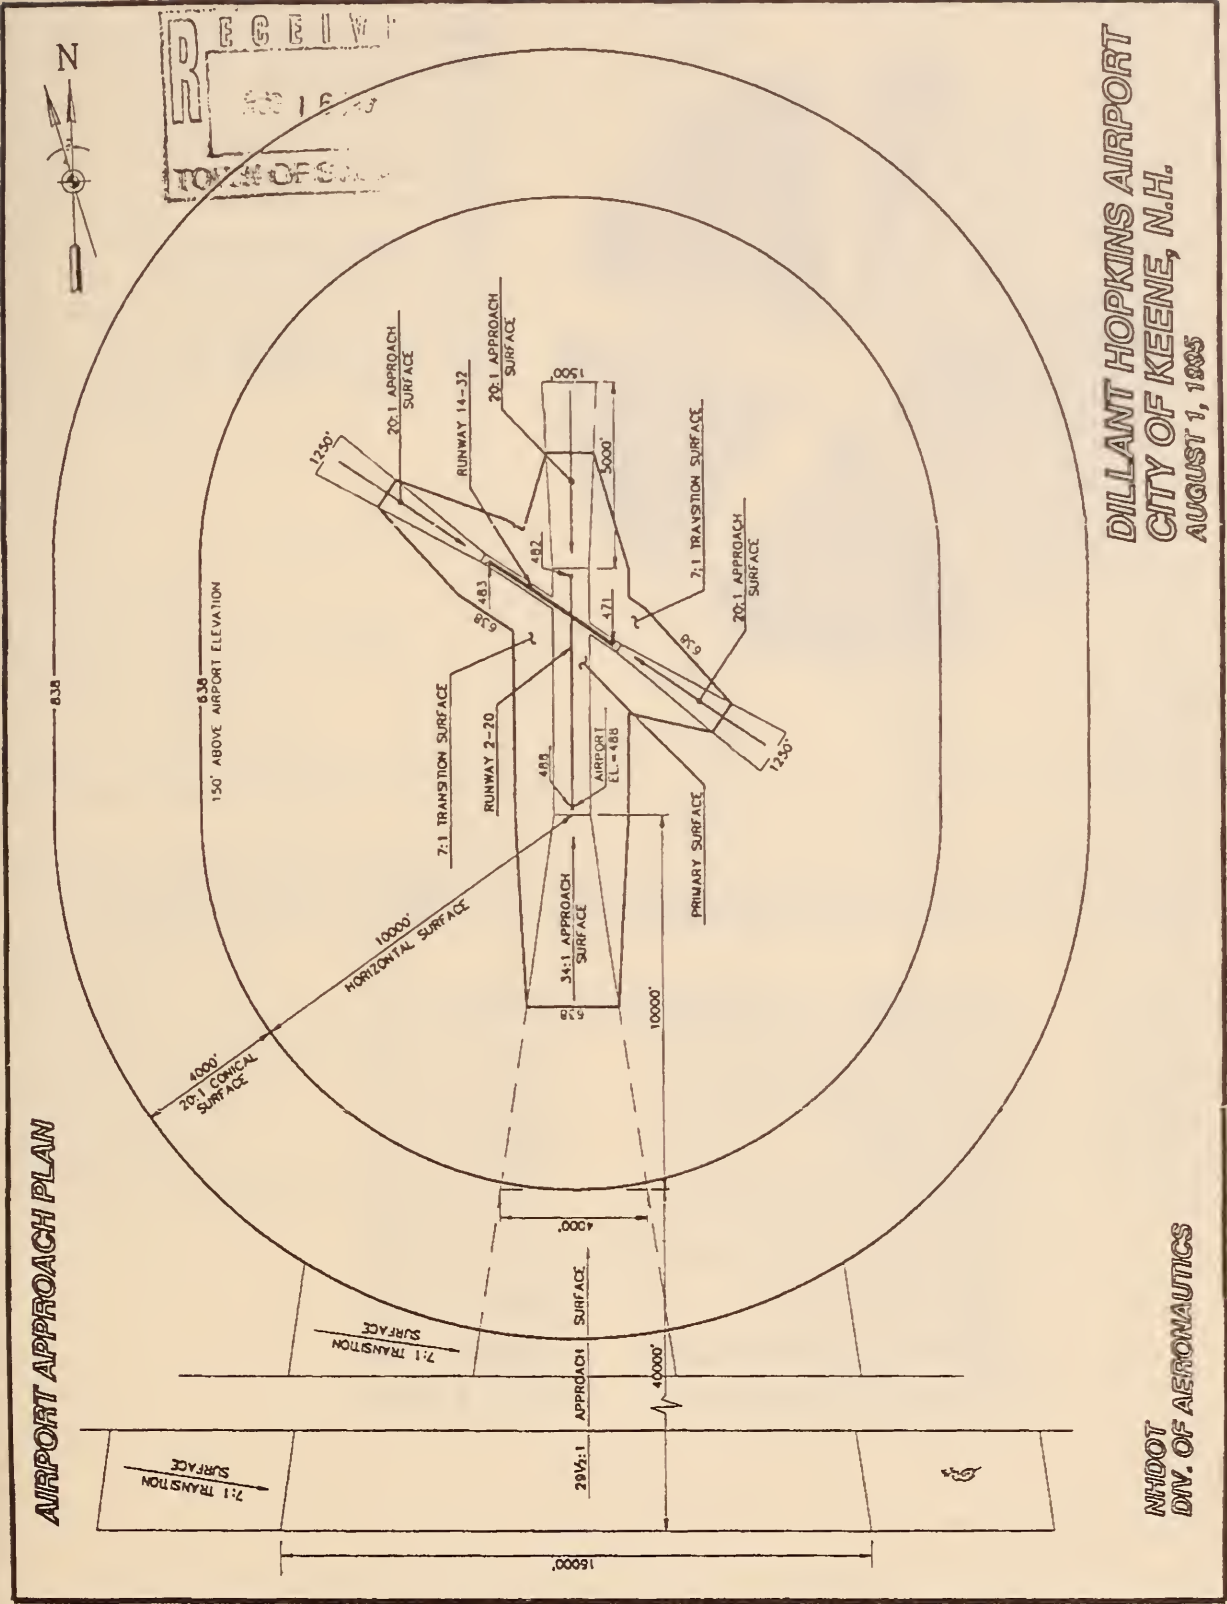 AIRPORT APPROACH PLAN
N
RECEIV
TOWN OF S
838
638
150' ABOVE AIRPORT ELEVATION
4000'
20:1 CONICAL
SURFACE
10000'
HORIZONTAL SURFACE
1250'
20:1 APPROACH
SURFACE
RUNWAY 14-32
20:1 APPROACH
SURFACE
1500'
5000'
482
483
638
7:1 TRANSITION SURFACE
RUNWAY 2-20
488
AIRPORT
EL.=488
471
7:1 TRANSITION SURFACE
20:1 APPROACH
SURFACE
638
1250'
PRIMARY SURFACE
34:1 APPROACH
SURFACE
638
10000'
4000'
7:1 TRANSITION
SURFACE
7:1 TRANSITION
SURFACE
29½:1 APPROACH SURFACE
40000'
16000'
NHDOT
DIV. OF AERONAUTICS
DILLANT HOPKINS AIRPORT
CITY OF KEENE, N.H.
AUGUST 1, 1995